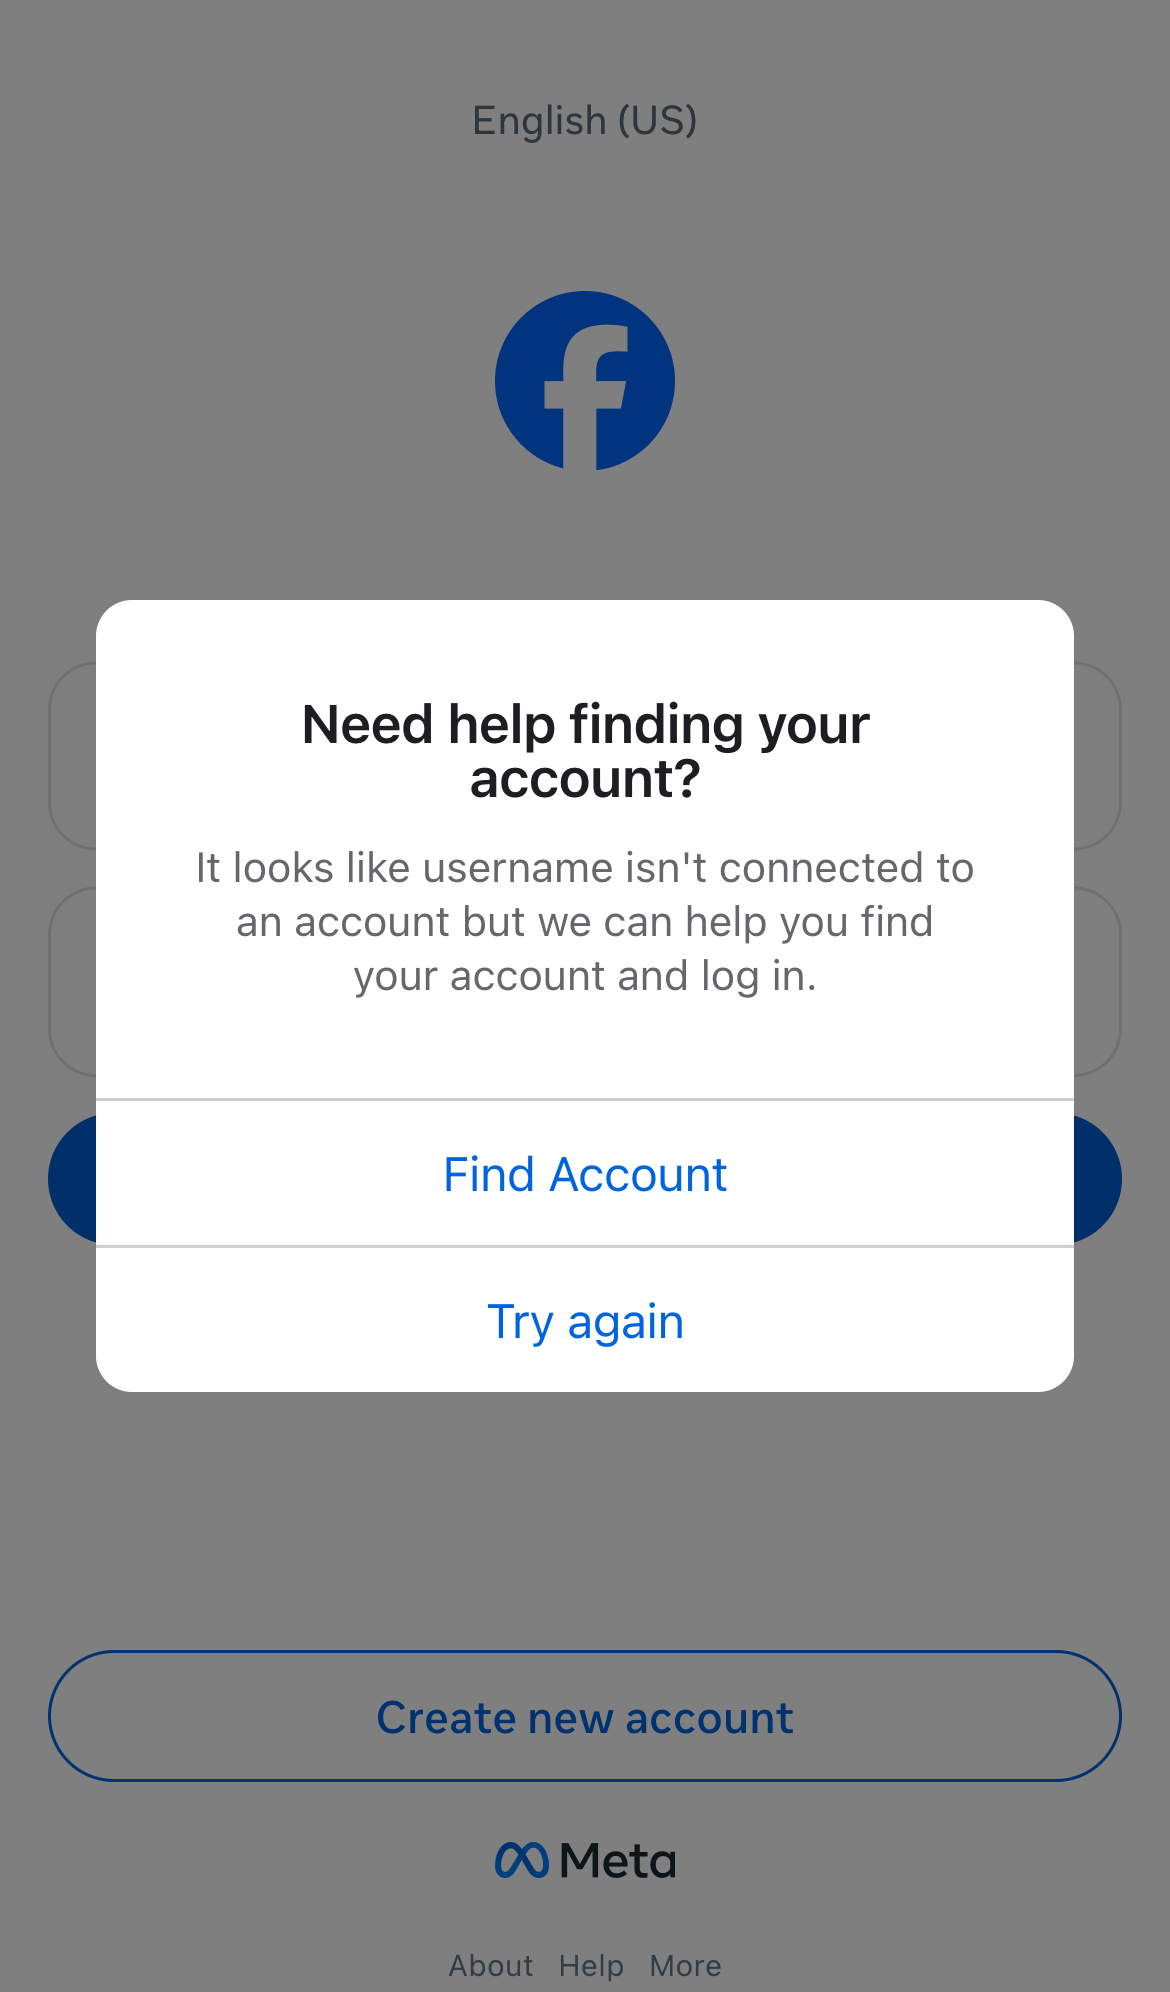 English (US)
Need help finding your
account?
It looks like username isn't connected to
an account but we can help you find
your account and log in.
Find Account
Try again
Create new account
Meta
About Help More